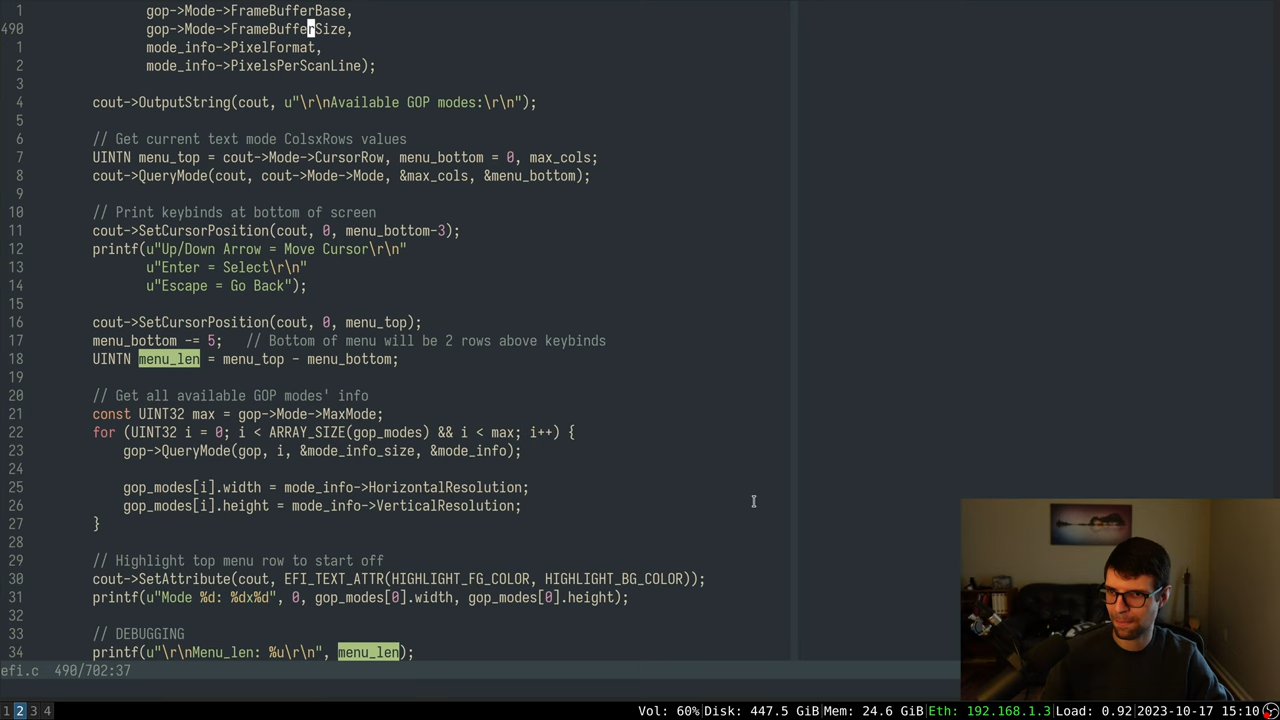 1 gop->Mode->FrameBufferBase,
490 gop->Mode->FrameBufferSize,
1 mode_info->PixelFormat,
2 mode_info->PixelsPerScanLine);
3
4 cout->OutputString(cout, u"\r\nAvailable GOP modes:\r\n");
5
6 // Get current text mode ColsxRows values
7 UINTN menu_top = cout->Mode->CursorRow, menu_bottom = 0, max_cols;
8 cout->QueryMode(cout, cout->Mode->Mode, &max_cols, &menu_bottom);
9
10 // Print keybinds at bottom of screen
11 cout->SetCursorPosition(cout, 0, menu_bottom-3);
12 printf(u"Up/Down Arrow = Move Cursor\r\n"
13 u"Enter = Select\r\n"
14 u"Escape = Go Back");
15
16 cout->SetCursorPosition(cout, 0, menu_top);
17 menu_bottom -= 5; // Bottom of menu will be 2 rows above keybinds
18 UINTN menu_len = menu_top - menu_bottom;
19
20 // Get all available GOP modes' info
21 const UINT32 max = gop->Mode->MaxMode;
22 for (UINT32 i = 0; i < ARRAY_SIZE(gop_modes) && i < max; i++) {
23 gop->QueryMode(gop, i, &mode_info_size, &mode_info);
24
25 gop_modes[i].width = mode_info->HorizontalResolution;
26 gop_modes[i].height = mode_info->VerticalResolution;
27 }
28
29 // Highlight top menu row to start off
30 cout->SetAttribute(cout, EFI_TEXT_ATTR(HIGHLIGHT_FG_COLOR, HIGHLIGHT_BG_COLOR));
31 printf(u"Mode %d: %dx%d", 0, gop_modes[0].width, gop_modes[0].height);
32
33 // DEBUGGING
34 printf(u"\r\nMenu_len: %u\r\n", menu_len);
efi.c 490/702:37
1 2 3 4 Vol: 60% Disk: 447.5 GiB Mem: 24.6 GiB Eth: 192.168.1.3 Load: 0.92 2023-10-17 15:10